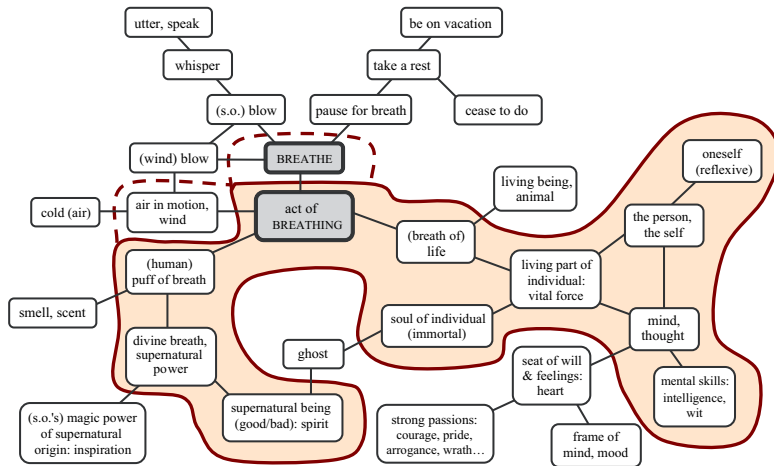 utter, speak
be on vacation
whisper
take a rest
(s.o.) blow
pause for breath
cease to do
(wind) blow
BREATHE
oneself
(reflexive)
living being,
animal
cold (air)
air in motion,
wind
act of
BREATHING
the person,
the self
(breath of)
life
(human)
puff of breath
living part of
individual:
vital force
smell, scent
soul of individual
(immortal)
mind,
thought
divine breath,
supernatural
power
ghost
seat of will
& feelings:
heart
mental skills:
intelligence,
wit
(s.o.'s) magic power
of supernatural
origin: inspiration
supernatural being
(good/bad): spirit
strong passions:
courage, pride,
arrogance, wrath…
frame of
mind, mood